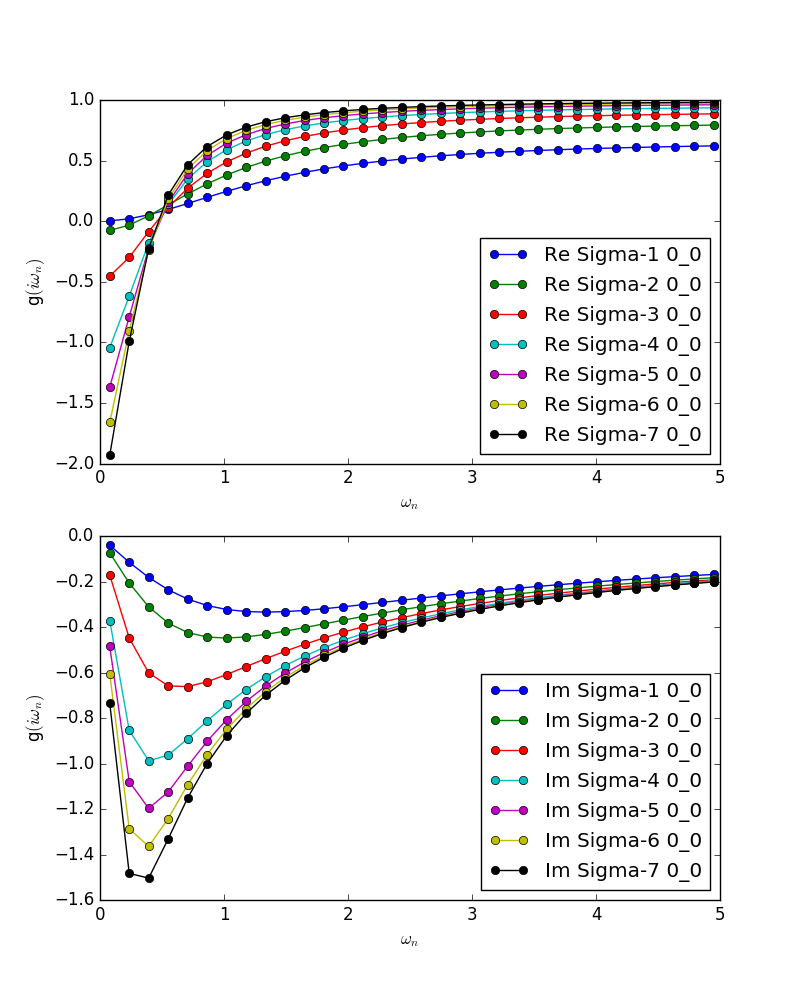 1.0
0.5
0.0
−0.5
−1.0
−1.5
−2.0
g(iωₙ)
Re Sigma-1 0_0
Re Sigma-2 0_0
Re Sigma-3 0_0
Re Sigma-4 0_0
Re Sigma-5 0_0
Re Sigma-6 0_0
Re Sigma-7 0_0
0 1 2 3 4 5
ωₙ
0.0
−0.2
−0.4
−0.6
−0.8
−1.0
−1.2
−1.4
−1.6
g(iωₙ)
Im Sigma-1 0_0
Im Sigma-2 0_0
Im Sigma-3 0_0
Im Sigma-4 0_0
Im Sigma-5 0_0
Im Sigma-6 0_0
Im Sigma-7 0_0
0 1 2 3 4 5
ωₙ